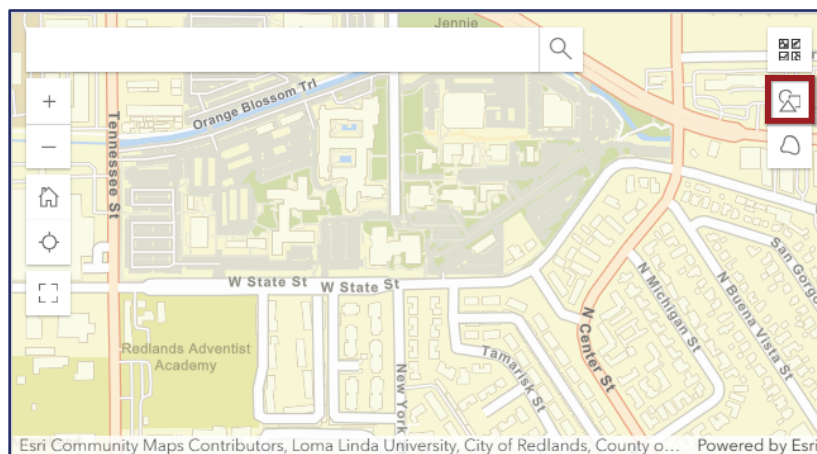 Jennie
Orange Blossom Trl
Tennessee St
W State St
W State St
San Gorgo
N Michigan St
N Buena Vista St
N Center St
Redlands Adventist
Academy
New York
Tamarisk St
Esri Community Maps Contributors, Loma Linda University, City of Redlands, County o...
Powered by Esri